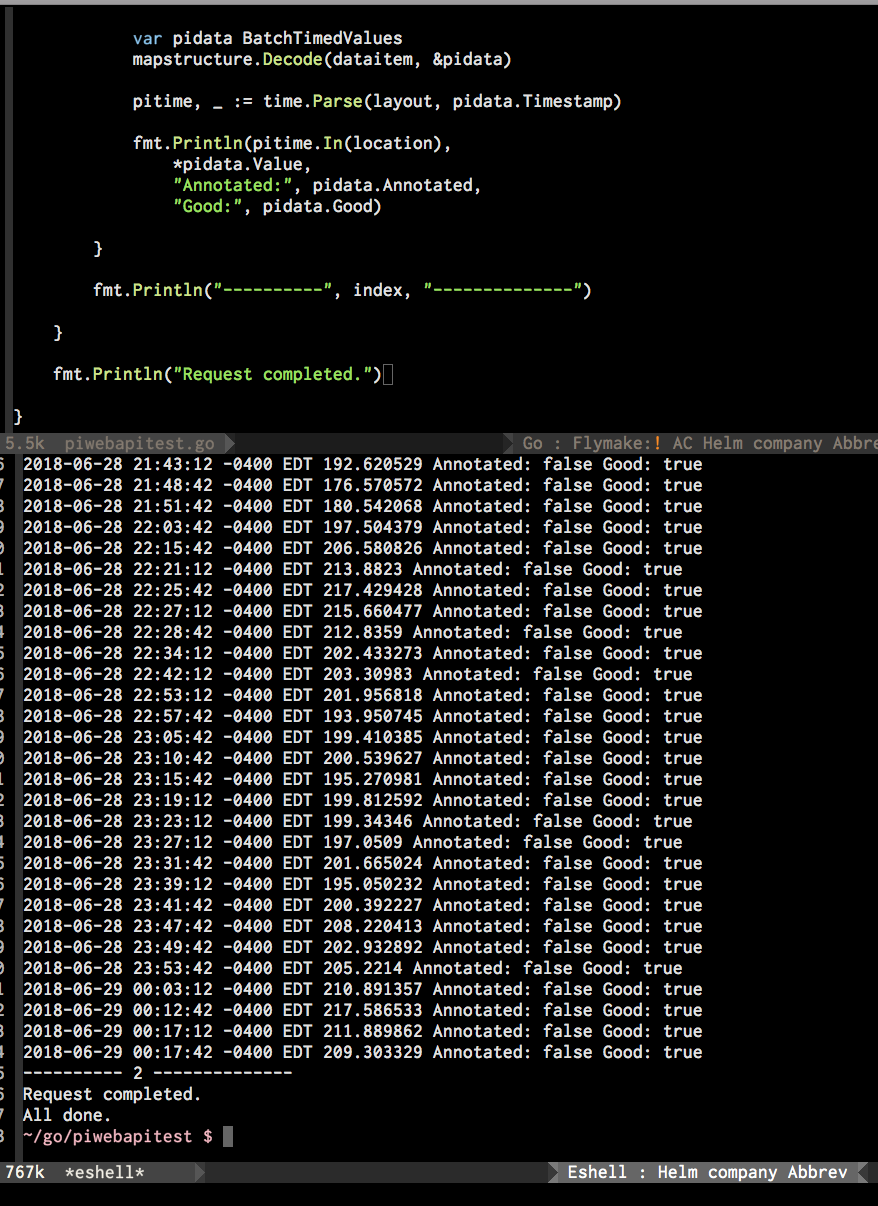 var pidata BatchTimedValues
mapstructure.Decode(dataitem, &pidata)
pitime, _ := time.Parse(layout, pidata.Timestamp)
fmt.Println(pitime.In(location),
*pidata.Value,
"Annotated:", pidata.Annotated,
"Good:", pidata.Good)
}
fmt.Println("----------", index, "--------------")
}
fmt.Println("Request completed.")
}
5.5k piwebapitest.go Go : Flymake:! AC Helm company Abbre
6 2018-06-28 21:43:12 -0400 EDT 192.620529 Annotated: false Good: true
7 2018-06-28 21:48:42 -0400 EDT 176.570572 Annotated: false Good: true
8 2018-06-28 21:51:42 -0400 EDT 180.542068 Annotated: false Good: true
9 2018-06-28 22:03:42 -0400 EDT 197.504379 Annotated: false Good: true
0 2018-06-28 22:15:42 -0400 EDT 206.580826 Annotated: false Good: true
1 2018-06-28 22:21:12 -0400 EDT 213.8823 Annotated: false Good: true
2 2018-06-28 22:25:42 -0400 EDT 217.429428 Annotated: false Good: true
3 2018-06-28 22:27:12 -0400 EDT 215.660477 Annotated: false Good: true
4 2018-06-28 22:28:42 -0400 EDT 212.8359 Annotated: false Good: true
5 2018-06-28 22:34:12 -0400 EDT 202.433273 Annotated: false Good: true
6 2018-06-28 22:42:12 -0400 EDT 203.30983 Annotated: false Good: true
7 2018-06-28 22:53:12 -0400 EDT 201.956818 Annotated: false Good: true
8 2018-06-28 22:57:42 -0400 EDT 193.950745 Annotated: false Good: true
9 2018-06-28 23:05:42 -0400 EDT 199.410385 Annotated: false Good: true
0 2018-06-28 23:10:42 -0400 EDT 200.539627 Annotated: false Good: true
1 2018-06-28 23:15:42 -0400 EDT 195.270981 Annotated: false Good: true
2 2018-06-28 23:19:12 -0400 EDT 199.812592 Annotated: false Good: true
3 2018-06-28 23:23:12 -0400 EDT 199.34346 Annotated: false Good: true
4 2018-06-28 23:27:12 -0400 EDT 197.0509 Annotated: false Good: true
5 2018-06-28 23:31:42 -0400 EDT 201.665024 Annotated: false Good: true
6 2018-06-28 23:39:12 -0400 EDT 195.050232 Annotated: false Good: true
7 2018-06-28 23:41:42 -0400 EDT 200.392227 Annotated: false Good: true
8 2018-06-28 23:47:42 -0400 EDT 208.220413 Annotated: false Good: true
9 2018-06-28 23:49:42 -0400 EDT 202.932892 Annotated: false Good: true
0 2018-06-28 23:53:42 -0400 EDT 205.2214 Annotated: false Good: true
1 2018-06-29 00:03:12 -0400 EDT 210.891357 Annotated: false Good: true
2 2018-06-29 00:12:42 -0400 EDT 217.586533 Annotated: false Good: true
3 2018-06-29 00:17:12 -0400 EDT 211.889862 Annotated: false Good: true
4 2018-06-29 00:17:42 -0400 EDT 209.303329 Annotated: false Good: true
5 ---------- 2 --------------
6 Request completed.
7 All done.
8 ~/go/piwebapitest $
767k *eshell* Eshell : Helm company Abbrev